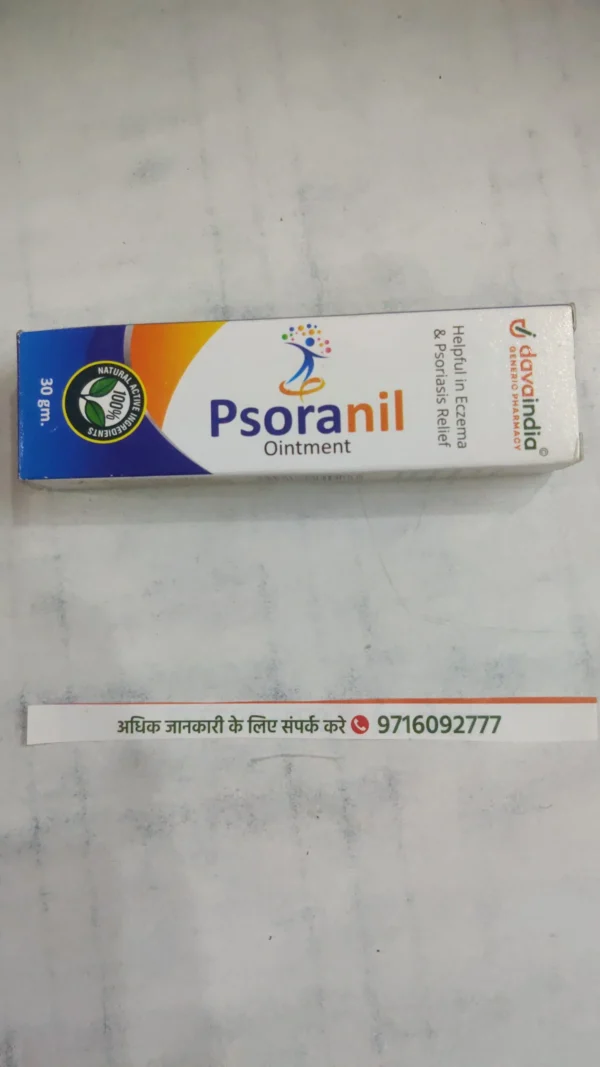 30 gm.
NATURAL ACTIVE INGREDIENTS
100%
Psoranil
Ointment
Helpful in Eczema
& Psoriasis Relief
davaindia©
GENERIC PHARMACY
अधिक जानकारी के लिए संपर्क करे 9716092777